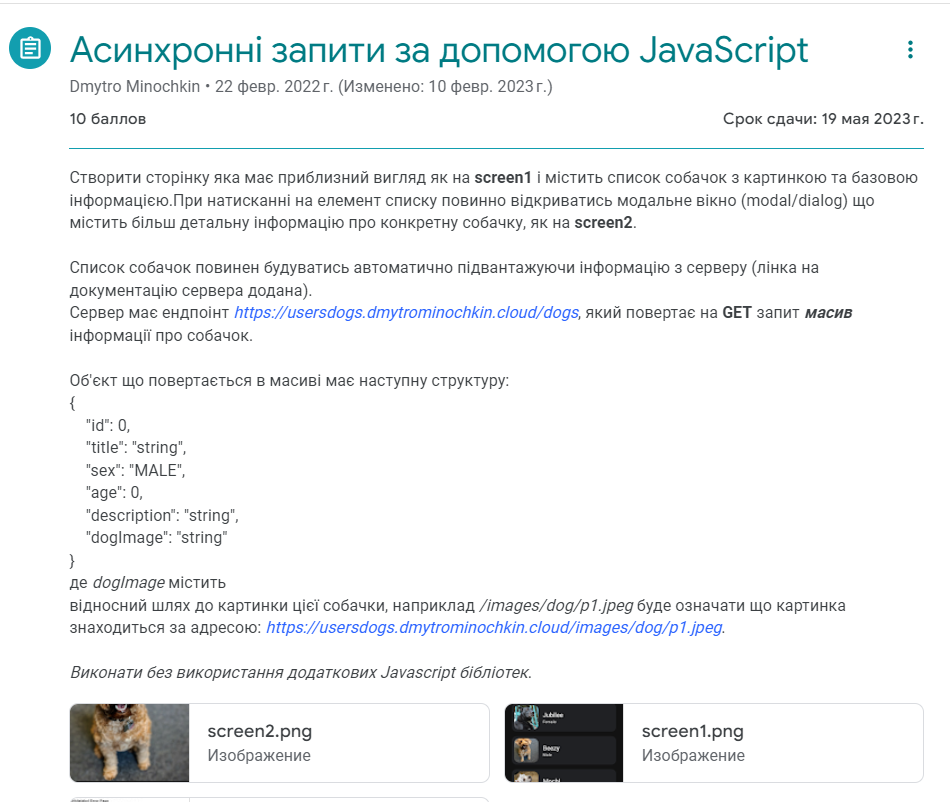 Асинхронні запити за допомогою JavaScript
Dmytro Minochkin • 22 февр. 2022 г. (Изменено: 10 февр. 2023 г.)
10 баллов
Срок сдачи: 19 мая 2023 г.
Створити сторінку яка має приблизний вигляд як на screen1 і містить список собачок з картинкою та базовою
інформацією.При натисканні на елемент списку повинно відкриватись модальне вікно (modal/dialog) що
містить більш детальну інформацію про конкретну собачку, як на screen2.
Список собачок повинен будуватись автоматично підвантажуючи інформацію з серверу (лінка на
документацію сервера додана).
Сервер має ендпоінт https://usersdogs.dmytrominochkin.cloud/dogs, який повертає на GET запит масив
інформації про собачок.
Об'єкт що повертається в масиві має наступну структуру:
{
"id": 0,
"title": "string",
"sex": "MALE",
"age": 0,
"description": "string",
"dogImage": "string"
}
де dogImage містить
відносний шлях до картинки цієї собачки, наприклад /images/dog/p1.jpeg буде означати що картинка
знаходиться за адресою: https://usersdogs.dmytrominochkin.cloud/images/dog/p1.jpeg.
Виконати без використання додаткових Javascript бібліотек.
screen2.png
Изображение
Jubilee
Female
Beezy
Male
Mochi
screen1.png
Изображение